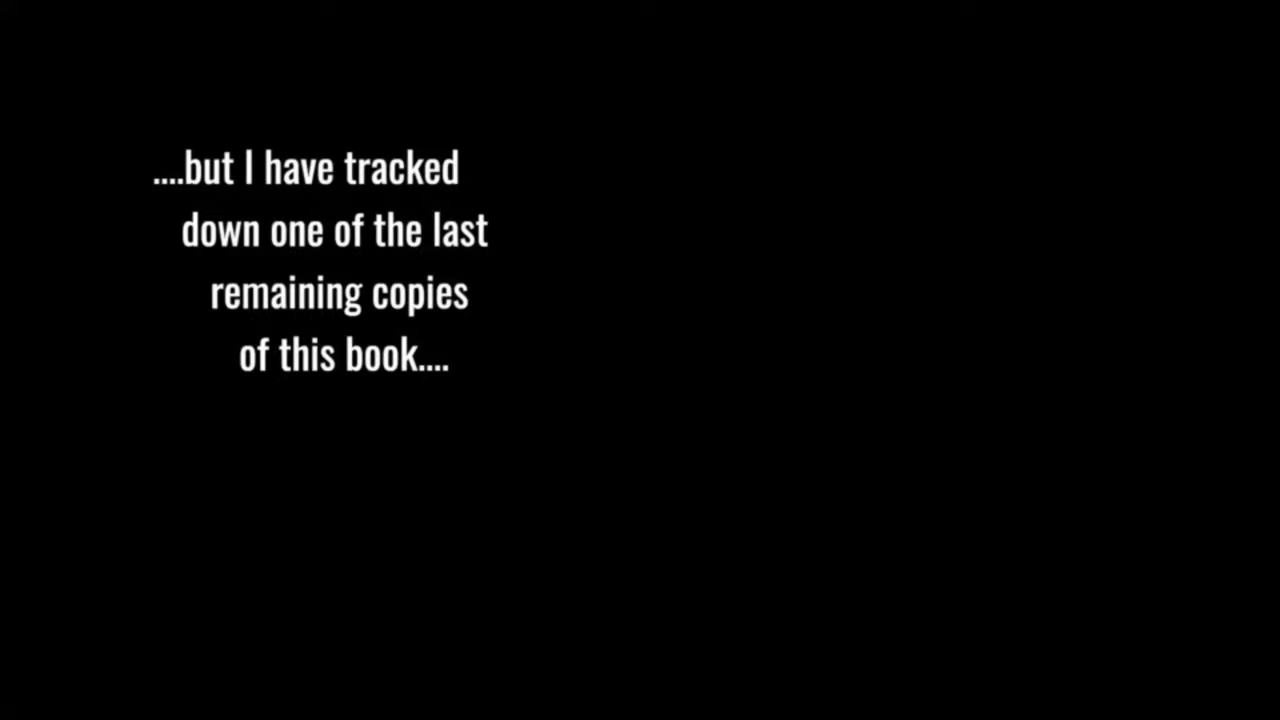 ....but I have tracked
down one of the last
remaining copies
of this book....